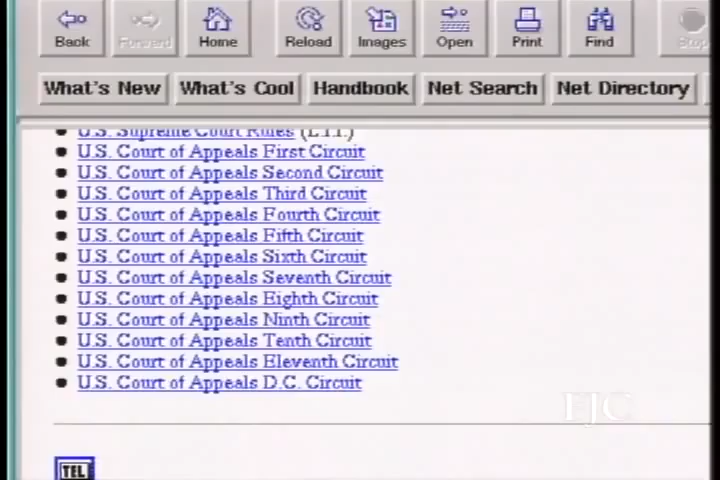 Back Forward Home Reload Images Open Print Find Stop
What's New What's Cool Handbook Net Search Net Directory
U.S. Supreme Court Rules (L.I.I.)
U.S. Court of Appeals First Circuit
U.S. Court of Appeals Second Circuit
U.S. Court of Appeals Third Circuit
U.S. Court of Appeals Fourth Circuit
U.S. Court of Appeals Fifth Circuit
U.S. Court of Appeals Sixth Circuit
U.S. Court of Appeals Seventh Circuit
U.S. Court of Appeals Eighth Circuit
U.S. Court of Appeals Ninth Circuit
U.S. Court of Appeals Tenth Circuit
U.S. Court of Appeals Eleventh Circuit
U.S. Court of Appeals D.C. Circuit
FJC
TEL